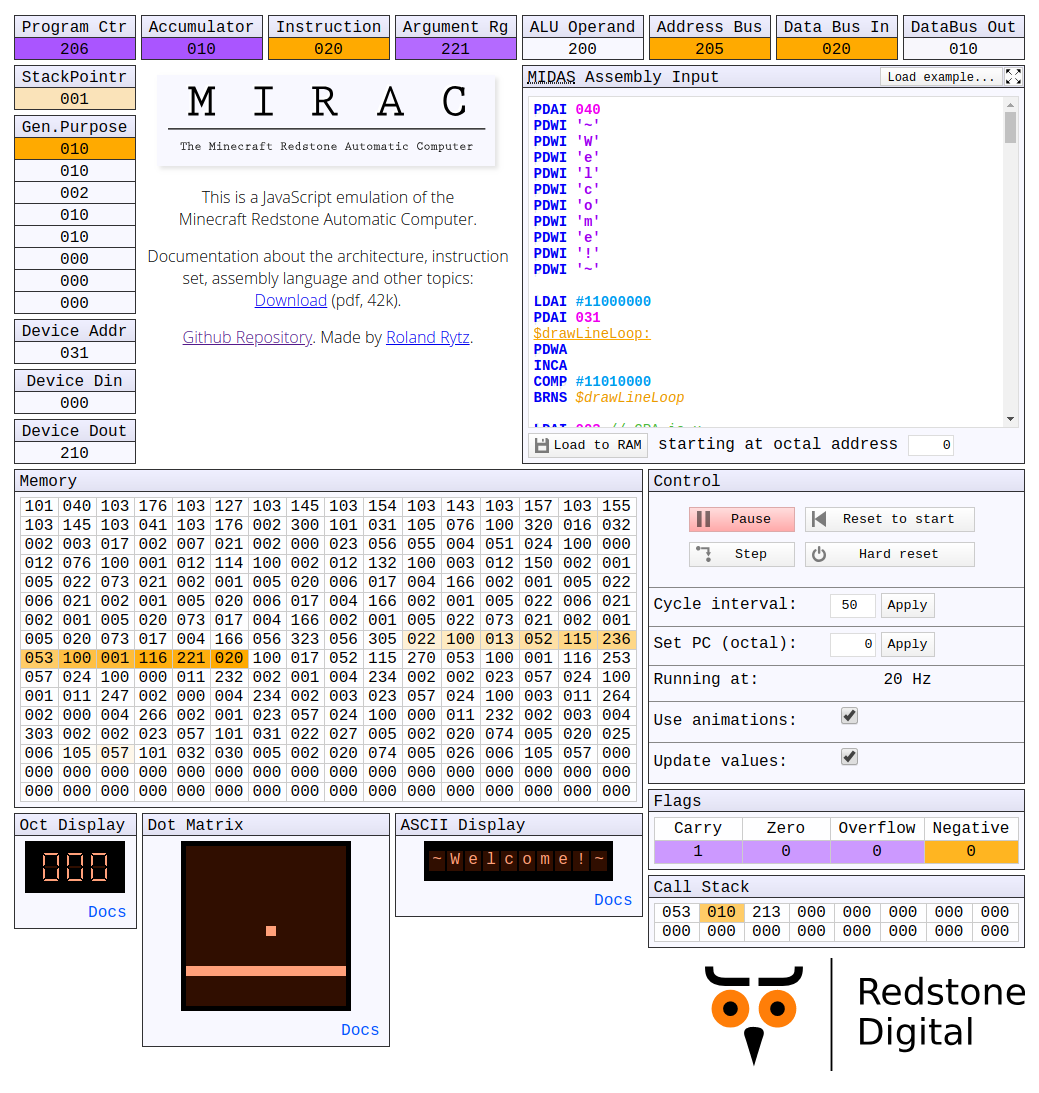 Program Ctr Accumulator Instruction Argument Rg ALU Operand Address Bus Data Bus In DataBus Out
206 010 020 221 200 205 020 010
StackPointr
001
Gen.Purpose
010
010
002
010
010
000
000
000
Device Addr
031
Device Din
000
Device Dout
210
M I R A C
The Minecraft Redstone Automatic Computer
This is a JavaScript emulation of the
Minecraft Redstone Automatic Computer.
Documentation about the architecture, instruction
set, assembly language and other topics:
Download (pdf, 42k).
Github Repository. Made by Roland Rytz.
MIDAS Assembly Input Load example...
PDAI 040
PDWI '~'
PDWI 'W'
PDWI 'e'
PDWI 'l'
PDWI 'c'
PDWI 'o'
PDWI 'm'
PDWI 'e'
PDWI '!'
PDWI '~'
LDAI #11000000
PDAI 031
$drawLineLoop:
PDWA
INCA
COMP #11010000
BRNS $drawLineLoop
Load to RAM starting at octal address 0
Memory
101 040 103 176 103 127 103 145 103 154 103 143 103 157 103 155
103 145 103 041 103 176 002 300 101 031 105 076 100 320 016 032
002 003 017 002 007 021 002 000 023 056 055 004 051 024 100 000
012 076 100 001 012 114 100 002 012 132 100 003 012 150 002 001
005 022 073 021 002 001 005 020 006 017 004 166 002 001 005 022
006 021 002 001 005 020 006 017 004 166 002 001 005 022 006 021
002 001 005 020 073 017 004 166 002 001 005 022 073 021 002 001
005 020 073 017 004 166 056 323 056 305 022 100 013 052 115 236
053 100 001 116 221 020 100 017 052 115 270 053 100 001 116 253
057 024 100 000 011 232 002 001 004 234 002 002 023 057 024 100
001 011 247 002 000 004 234 002 003 023 057 024 100 003 011 264
002 000 004 266 002 001 023 057 024 100 000 011 232 002 003 004
303 002 002 023 057 101 031 022 027 005 002 020 074 005 020 025
006 105 057 101 032 030 005 002 020 074 005 026 006 105 057 000
000 000 000 000 000 000 000 000 000 000 000 000 000 000 000 000
000 000 000 000 000 000 000 000 000 000 000 000 000 000 000 000
Control
Pause Reset to start
Step Hard reset
Cycle interval: 50 Apply
Set PC (octal): 0 Apply
Running at: 20 Hz
Use animations:
Update values:
Flags
Carry Zero Overflow Negative
1 0 0 0
Call Stack
053 010 213 000 000 000 000 000
000 000 000 000 000 000 000 000
Oct Display
000
Docs
Dot Matrix
Docs
ASCII Display
~Welcome!~
Docs
Redstone
Digital